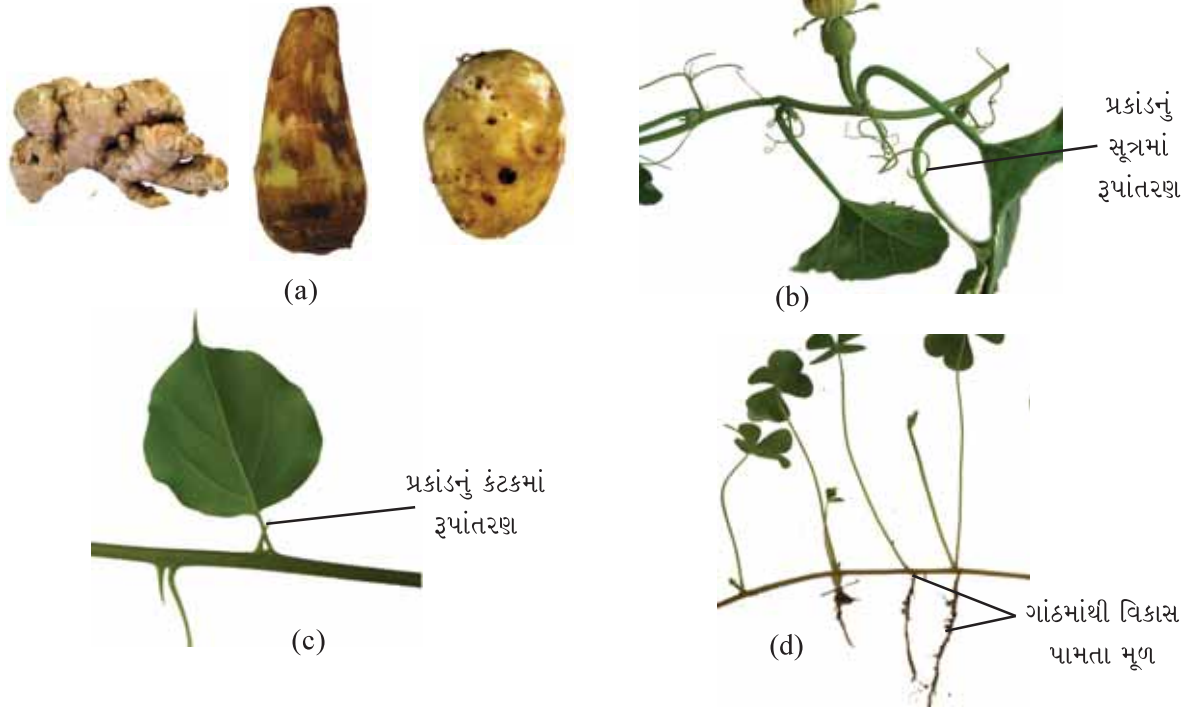 (a)
પ્રકાંડનું
સૂત્રમાં
રૂપાંતરણ
(b)
પ્રકાંડનું કંટકમાં
રૂપાંતરણ
(c)
ગાંઠમાંથી વિકાસ
પામતા મૂળ
(d)